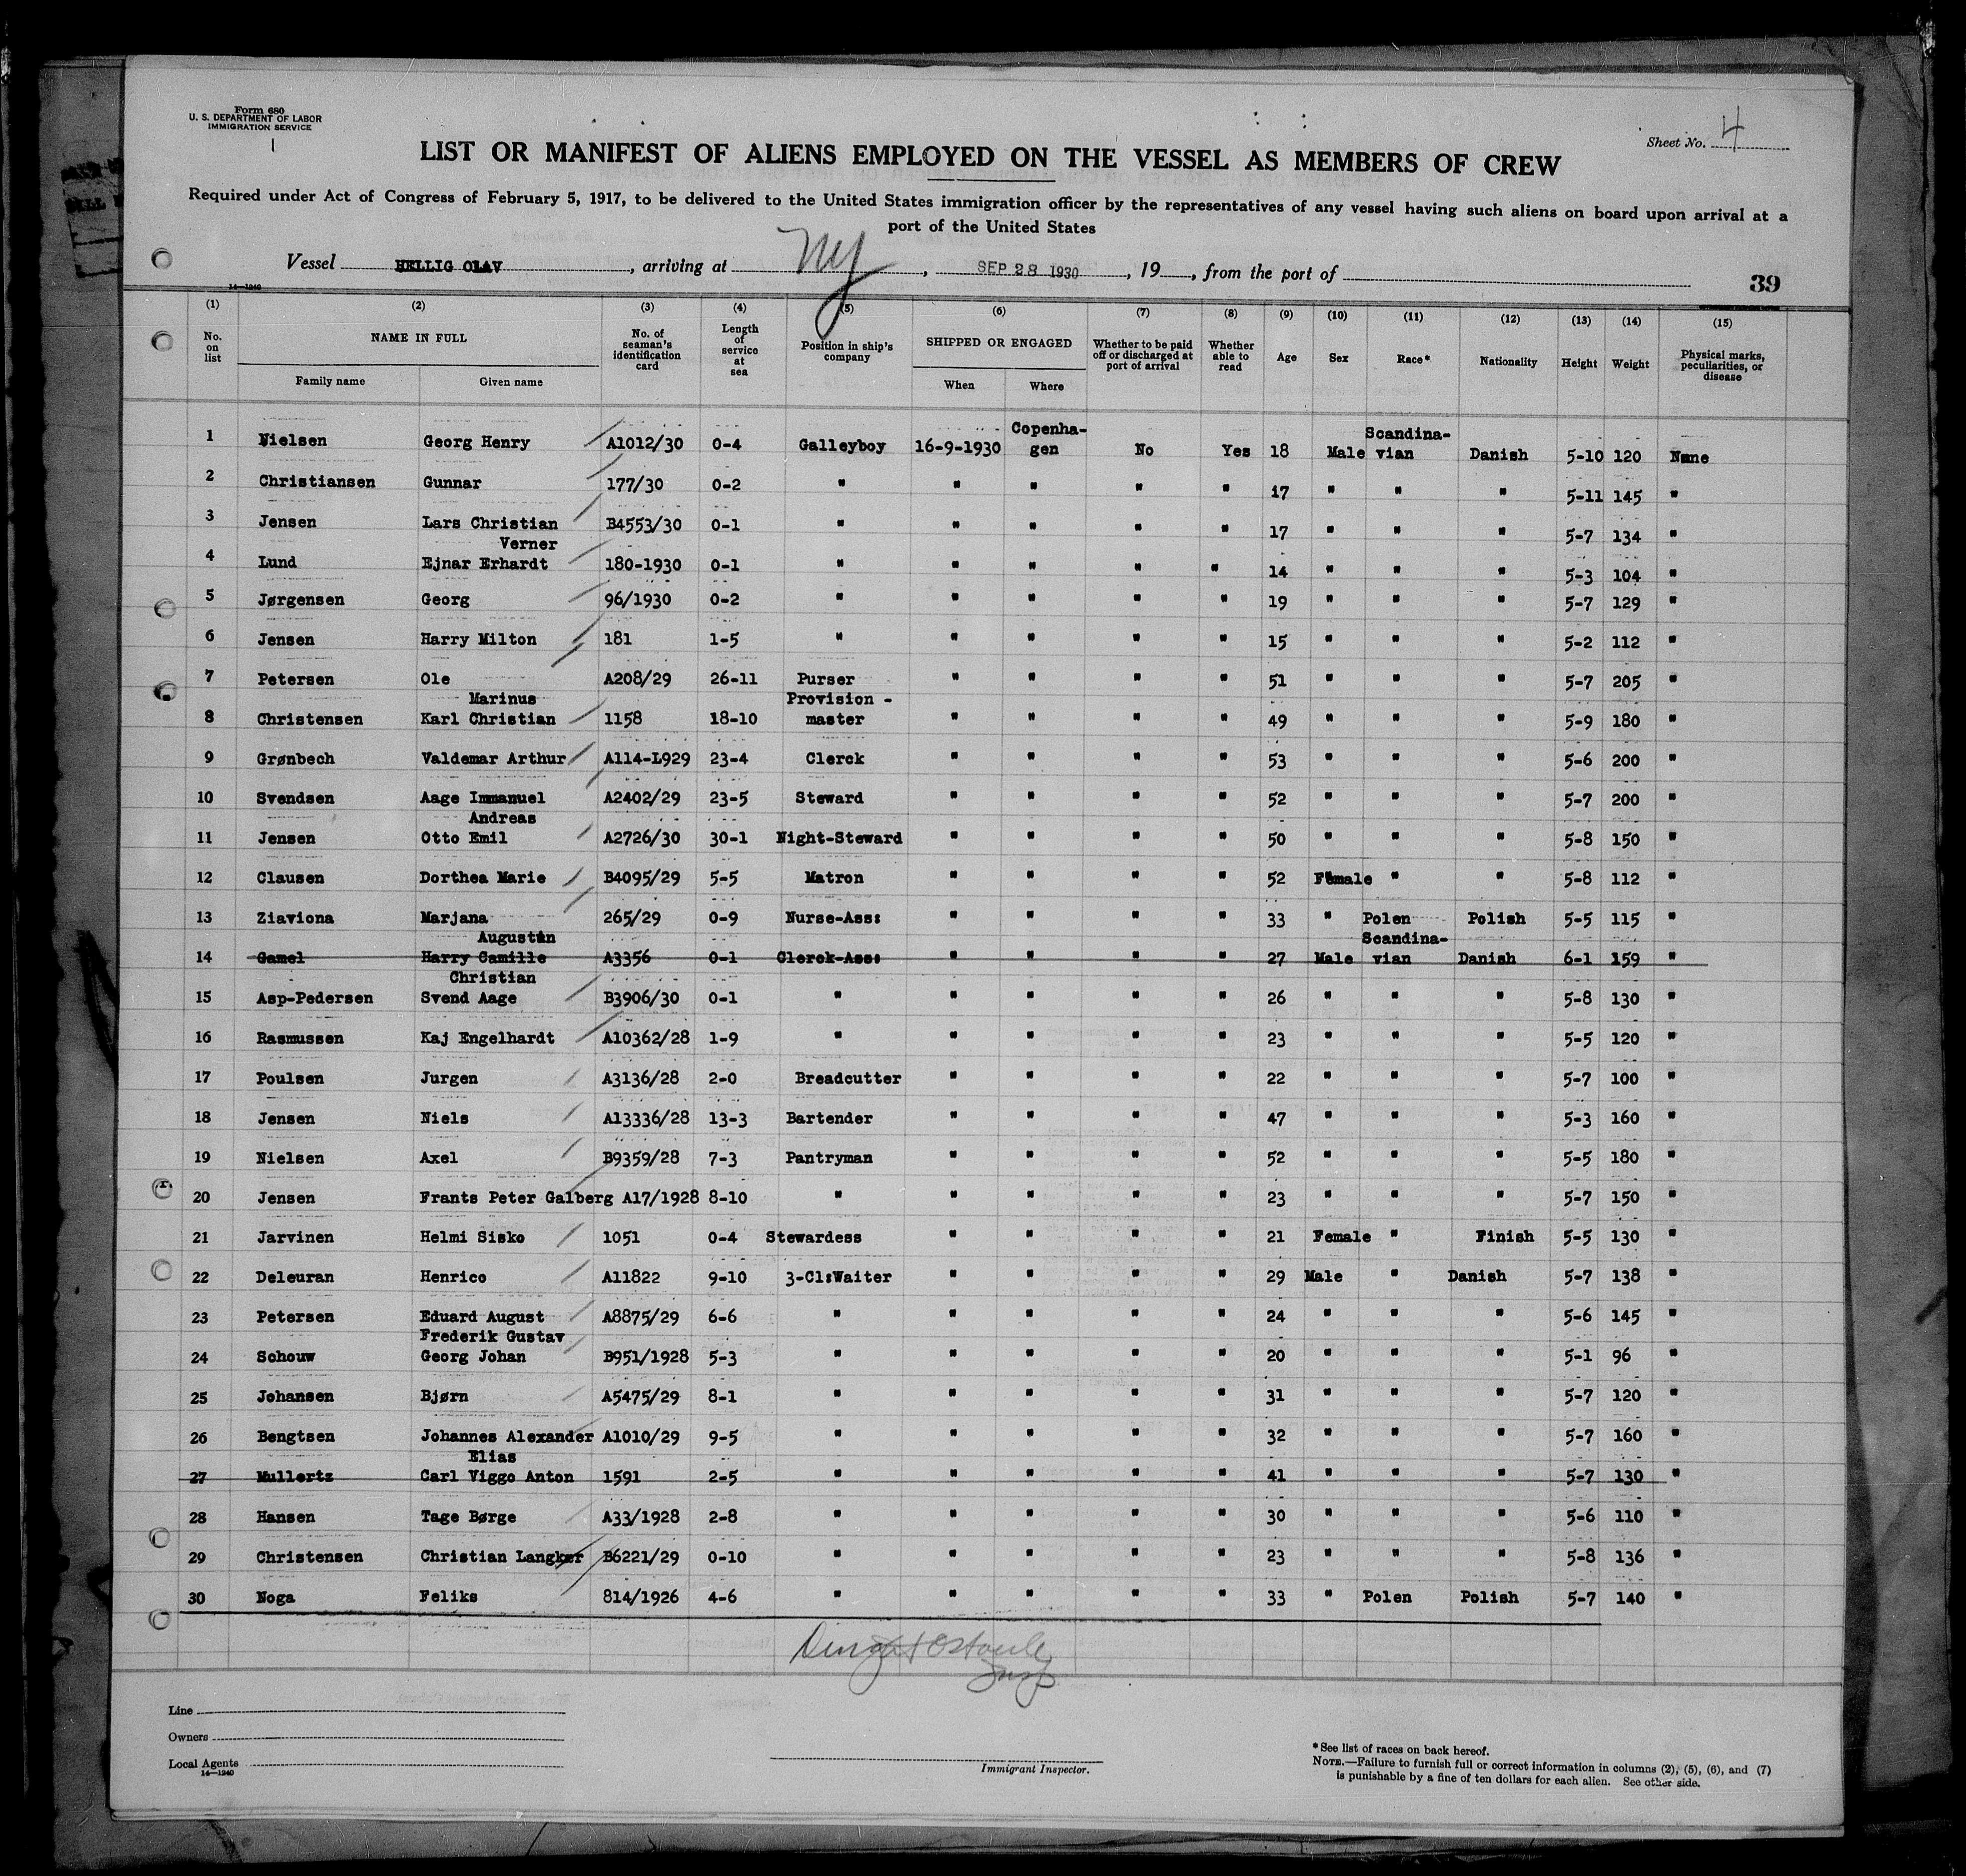 Form 680
U. S. DEPARTMENT OF LABOR
IMMIGRATION SERVICE
Sheet No. 4
LIST OR MANIFEST OF ALIENS EMPLOYED ON THE VESSEL AS MEMBERS OF CREW
Required under Act of Congress of February 5, 1917, to be delivered to the United States immigration officer by the representatives of any vessel having such aliens on board upon arrival at a
port of the United States
Vessel HELLIG OLAV, arriving at NY, SEP 28 1930, 19, from the port of
39
14—1240
(1) (2) (3) (4) (5) (6) (7) (8) (9) (10) (11) (12) (13) (14) (15)
No. on list NAME IN FULL No. of seaman's identification card Length of service at sea Position in ship's company SHIPPED OR ENGAGED Whether to be paid off or discharged at port of arrival Whether able to read Age Sex Race* Nationality Height Weight Physical marks, peculiarities, or disease
Family name Given name When Where
1 Nielsen Georg Henry A1012/30 0-4 Galleyboy 16-9-1930 Copenha-gen No Yes 18 Male Scandina-vian Danish 5-10 120 None
2 Christiansen Gunnar 177/30 0-2 " " " " " 17 " " " 5-11 145 "
3 Jensen Lars Christian B4553/30 0-1 " " " " " 17 " " " 5-7 134 "
Verner
4 Lund Ejnar Erhardt 180-1930 0-1 " " " " " 14 " " " 5-3 104 "
5 Jørgensen Georg 96/1930 0-2 " " " " " 19 " " " 5-7 129 "
6 Jensen Harry Milton 181 1-5 " " " " " 15 " " " 5-2 112 "
7 Petersen Ole A208/29 26-11 Purser " " " " 51 " " " 5-7 205 "
Marinus Provision -
8 Christensen Karl Christian 1158 18-10 master " " " " 49 " " " 5-9 180 "
9 Grønbech Valdemar Arthur A114-L929 23-4 Clerck " " " " 53 " " " 5-6 200 "
10 Svendsen Aage Immanuel A2402/29 23-5 Steward " " " " 52 " " " 5-7 200 "
Andreas
11 Jensen Otto Emil A2726/30 30-1 Night-Steward " " " " 50 " " " 5-8 150 "
12 Clausen Dorthea Marie B4095/29 5-5 Matron " " " " 52 Female " " 5-8 112 "
13 Ziaviona Marjana 265/29 0-9 Nurse-Ass: " " " " 33 " Polen Polish 5-5 115 "
Augustin Scandina-
14 Gamel Harry Camille A3356 0-1 Clerck-Ass: " " " " 27 Male vian Danish 6-1 159 "
Christian
15 Asp-Pedersen Svend Aage B3906/30 0-1 " " " " " 26 " " " 5-8 130 "
16 Rasmussen Kaj Engelhardt A10362/28 1-9 " " " " " 23 " " " 5-5 120 "
17 Poulsen Jurgen A3136/28 2-0 Breadcutter " " " " 22 " " " 5-7 100 "
18 Jensen Niels A13336/28 13-3 Bartender " " " " 47 " " " 5-3 160 "
19 Nielsen Axel B9359/28 7-3 Pantryman " " " " 52 " " " 5-5 180 "
20 Jensen Frants Peter Galberg A17/1928 8-10 " " " " " 23 " " " 5-7 150 "
21 Jarvinen Helmi Sisko 1051 0-4 Stewardess " " " " 21 Female " Finish 5-5 130 "
22 Deleuran Henrico A11822 9-10 3-Cl:Waiter " " " " 29 Male " Danish 5-7 138 "
23 Petersen Eduard August A8875/29 6-6 " " " " " 24 " " " 5-6 145 "
Frederik Gustav
24 Schouw Georg Johan B951/1928 5-3 " " " " " 20 " " " 5-1 96 "
25 Johansen Bjørn A5475/29 8-1 " " " " " 31 " " " 5-7 120 "
26 Bengtsen Johannes Alexander A1010/29 9-5 " " " " " 32 " " " 5-7 160 "
Elias
27 Mullertz Carl Viggo Anton 1591 2-5 " " " " " 41 " " " 5-7 130 "
28 Hansen Tage Børge A33/1928 2-8 " " " " " 30 " " " 5-6 110 "
29 Christensen Christian Langkær B6221/29 0-10 " " " " " 23 " " " 5-8 136 "
30 Noga Feliks 814/1926 4-6 " " " " " 33 " Polen Polish 5-7 140 "
Line
Owners
Local Agents
14—1240
Immigrant Inspector.
*See list of races on back hereof.
NOTE.—Failure to furnish full or correct information in columns (2), (5), (6), and (7)
is punishable by a fine of ten dollars for each alien. See other side.